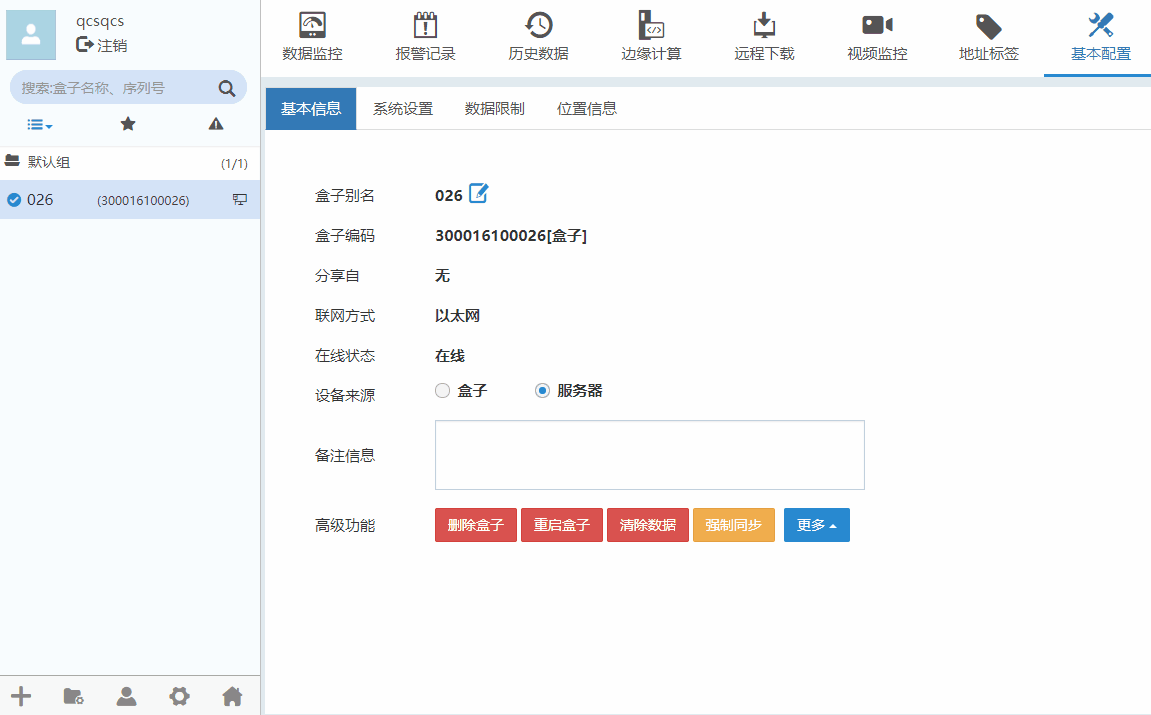 qcsqcs
注销
搜索:盒子名称、序列号
默认组 (1/1)
026 (300016100026)
数据监控 报警记录 历史数据 边缘计算 远程下载 视频监控 地址标签 基本配置
基本信息 系统设置 数据限制 位置信息
盒子别名 026
盒子编码 300016100026[盒子]
分享自 无
联网方式 以太网
在线状态 在线
设备来源 盒子 服务器
备注信息
高级功能 删除盒子 重启盒子 清除数据 强制同步 更多